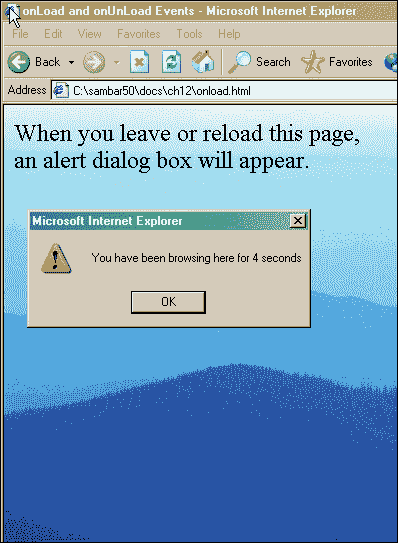 onLoad and onUnLoad Events - Microsoft Internet Explorer
File Edit View Favorites Tools Help
Back Search Favorites
Address C:\sambar50\docs\ch12\onload.html
When you leave or reload this page,
an alert dialog box will appear.
Microsoft Internet Explorer
You have been browsing here for 4 seconds
OK